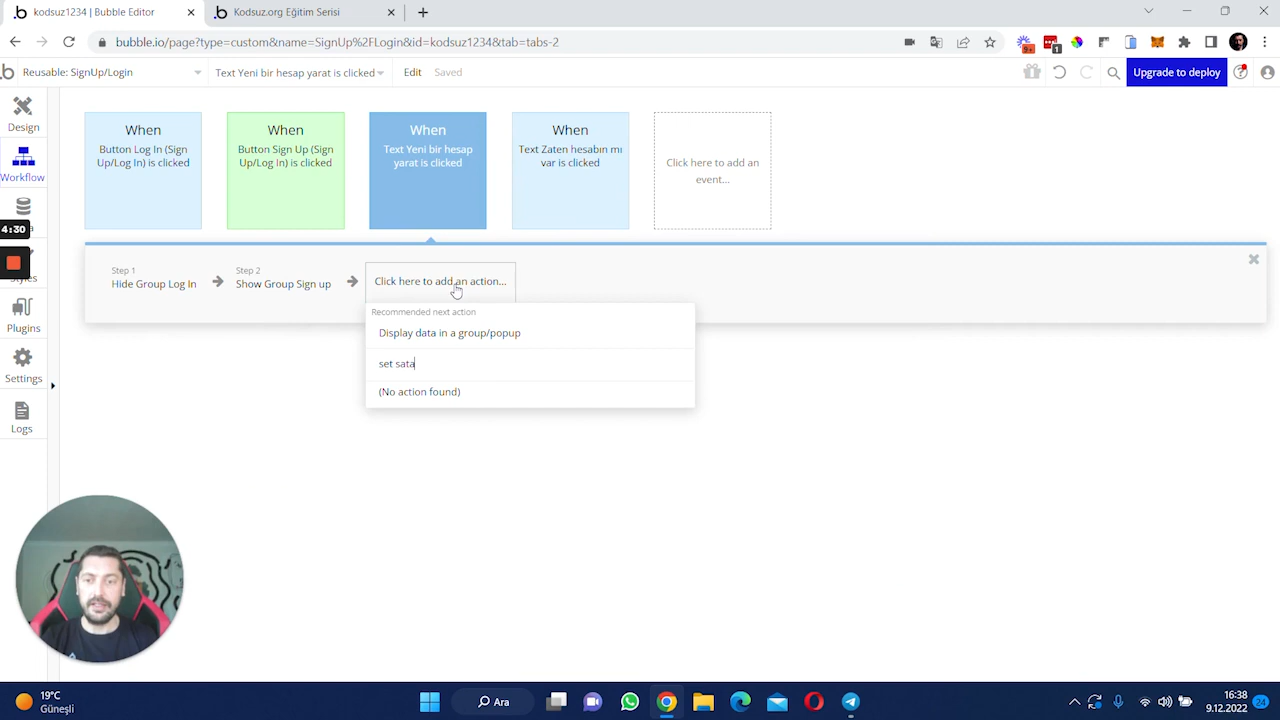 kodsuz1234 | Bubble Editor
Kodsuz.org Eğitim Serisi
bubble.io/page?type=custom&name=SignUp%2FLogin&id=kodsuz1234&tab=tabs-2
9+
1
Reusable: SignUp/Login
Text Yeni bir hesap yarat is clicked
Edit
Saved
Upgrade to deploy
Design
Workflow
4:30
Plugins
Settings
Logs
When
Button Log In (Sign
Up/Log In) is clicked
When
Button Sign Up (Sign
Up/Log In) is clicked
When
Text Yeni bir hesap
yarat is clicked
When
Text Zaten hesabın mı
var is clicked
Click here to add an
event...
Step 1
Hide Group Log In
Step 2
Show Group Sign up
Click here to add an action...
Recommended next action
Display data in a group/popup
set sata
(No action found)
19°C
Güneşli
Ara
16:38
9.12.2022
24